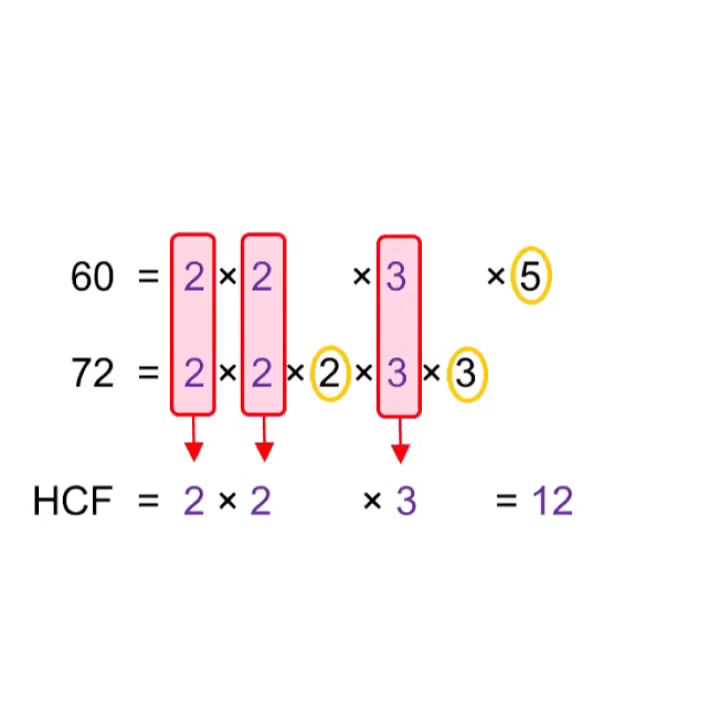 60 = 2 × 2 × 3 × 5
72 = 2 × 2 × 2 × 3 × 3
HCF = 2 × 2 × 3 = 12